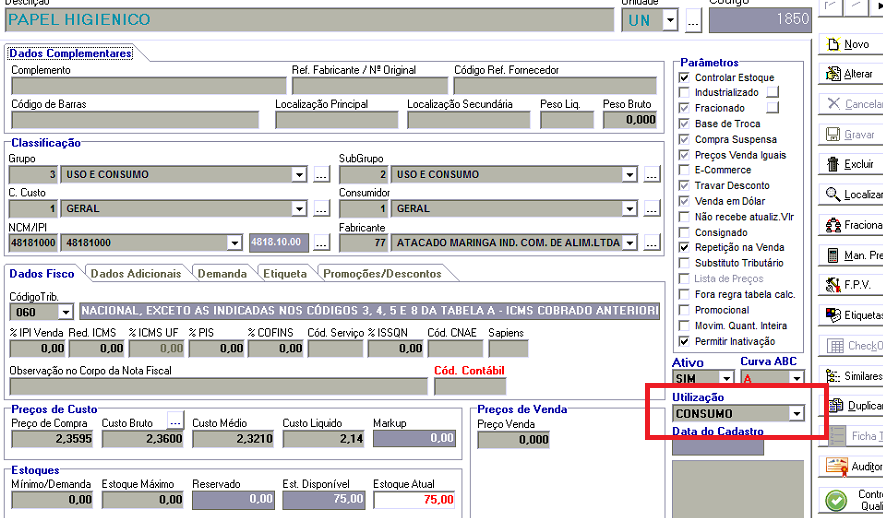 Descrição Unidade Código
PAPEL HIGIENICO UN ... 1850
Dados Complementares
Complemento Ref. Fabricante / Nº Original Código Ref. Fornecedor
Código de Barras Localização Principal Localização Secundária Peso Liq. Peso Bruto
0,000
Classificação
Grupo SubGrupo
3 USO E CONSUMO ... 2 USO E CONSUMO ...
C. Custo Consumidor
1 GERAL ... 1 GERAL ...
NCM/IPI Fabricante
48181000 48181000 4818.10.00 ... 77 ATACADO MARINGA IND. COM. DE ALIM.LTDA ...
Dados Fisco Dados Adicionais Demanda Etiqueta Promoções/Descontos
CódigoTrib.
060 NACIONAL, EXCETO AS INDICADAS NOS CÓDIGOS 3, 4, 5 E 8 DA TABELA A - ICMS COBRADO ANTERIORI
% IPI Venda Red. ICMS % ICMS UF % PIS % COFINS Cód. Serviço % ISSQN Cód. CNAE Sapiens
0,00 0,00 0,00 0,00 0,00 0,00
Observação no Corpo da Nota Fiscal Cód. Contábil
Preços de Custo
Preço de Compra Custo Bruto ... Custo Médio Custo Liquido Markup
2,3595 2,3600 2,3210 2,14 0,00
Preços de Venda
Preço Venda
0,000
Estoques
Mínimo/Demanda Estoque Máximo Reservado Est. Disponível Estoque Atual
0,00 0,00 0,00 75,00 75,00
Parâmetros
Controlar Estoque
Industrializado
Fracionado
Base de Troca
Compra Suspensa
Preços Venda Iguais
E-Commerce
Travar Desconto
Venda em Dólar
Não recebe atualiz.Vlr
Consignado
Repetição na Venda
Substituto Tributário
Lista de Preços
Fora regra tabela calc.
Promocional
Movim. Quant. Inteira
Permitir Inativação
Ativo Curva ABC
SIM A
Utilização
CONSUMO
Data do Cadastro
Novo
Alterar
Cancelar
Gravar
Excluir
Localizar
Fraciona
Man. Pre
F.P.V.
Etiquetas
CheckO
Similares
Duplicar
Ficha T
Auditor
Contro
Quali